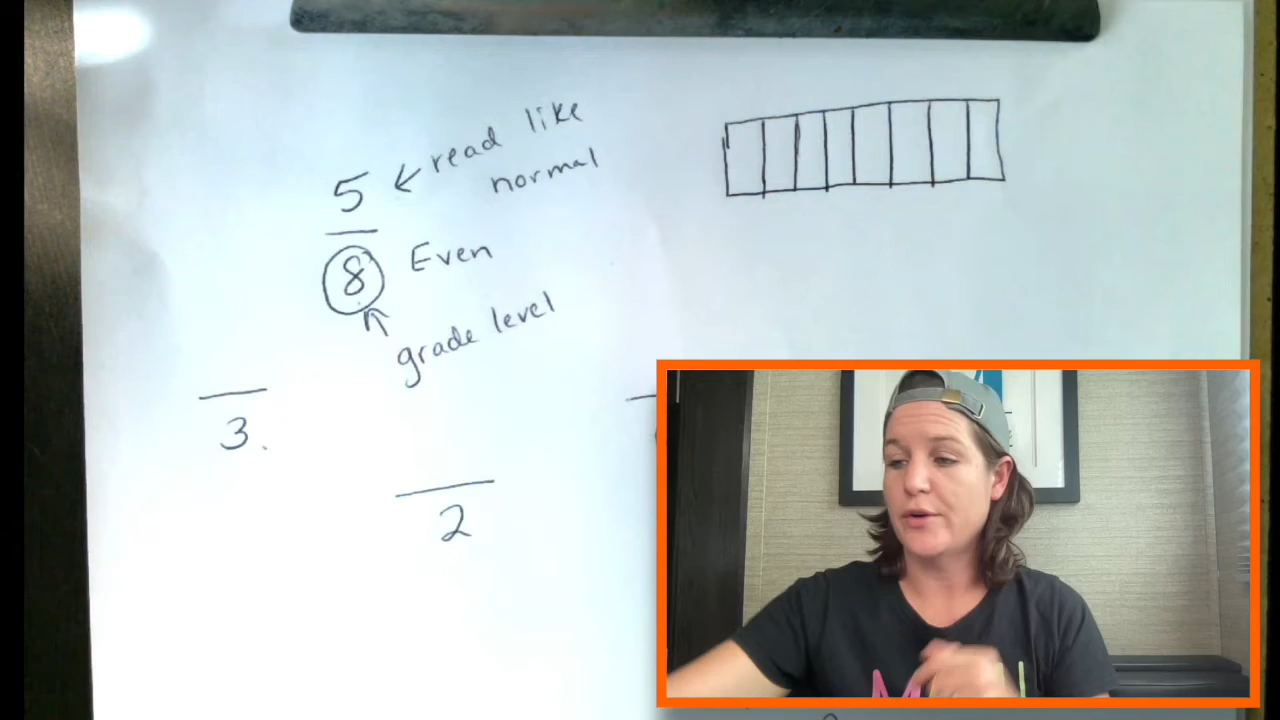 5 ← read like
normal
8 Even
↑
grade level
3.
2